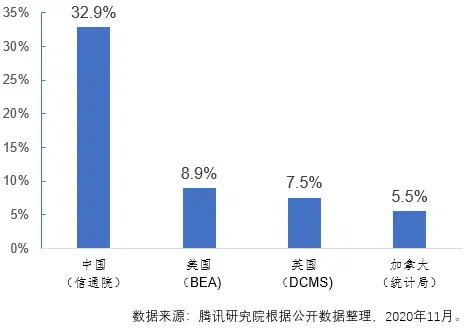 35%
30%
25%
20%
15%
10%
5%
0%
32.9%
8.9%
7.5%
5.5%
中国
（信通院）
美国
（BEA）
英国
（DCMS）
加拿大
（统计局）
数据来源：腾讯研究院根据公开数据整理，2020年11月。